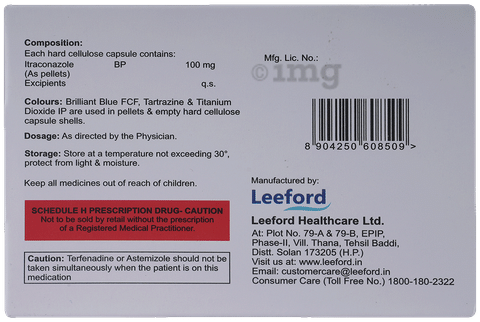 Composition:
Each hard cellulose capsule contains:
Itraconazole BP 100 mg
(As pellets)
Excipients q.s.
Colours: Brilliant Blue FCF, Tartrazine & Titanium
Dioxide IP are used in pellets & empty hard cellulose
capsule shells.
Dosage: As directed by the Physician.
Storage: Store at a temperature not exceeding 30°,
protect from light & moisture.
Keep all medicines out of reach of children.
SCHEDULE H PRESCRIPTION DRUG- CAUTION
Not to be sold by retail without the prescription
of a Registered Medical Practitioner.
Caution: Terfenadine or Astemizole should not be
taken simultaneously when the patient is on this
medication
Mfg. Lic. No.:
©img
8 904250 608509 >
Manufactured by:
Leeford
Leeford Healthcare Ltd.
At: Plot No. 79-A & 79-B, EPIP,
Phase-II, Vill. Thana, Tehsil Baddi,
Distt. Solan 173205 (H.P.)
Visit us at: www.leeford.in
Email: customercare@leeford.in
Consumer Care (Toll Free No.) 1800-180-2322